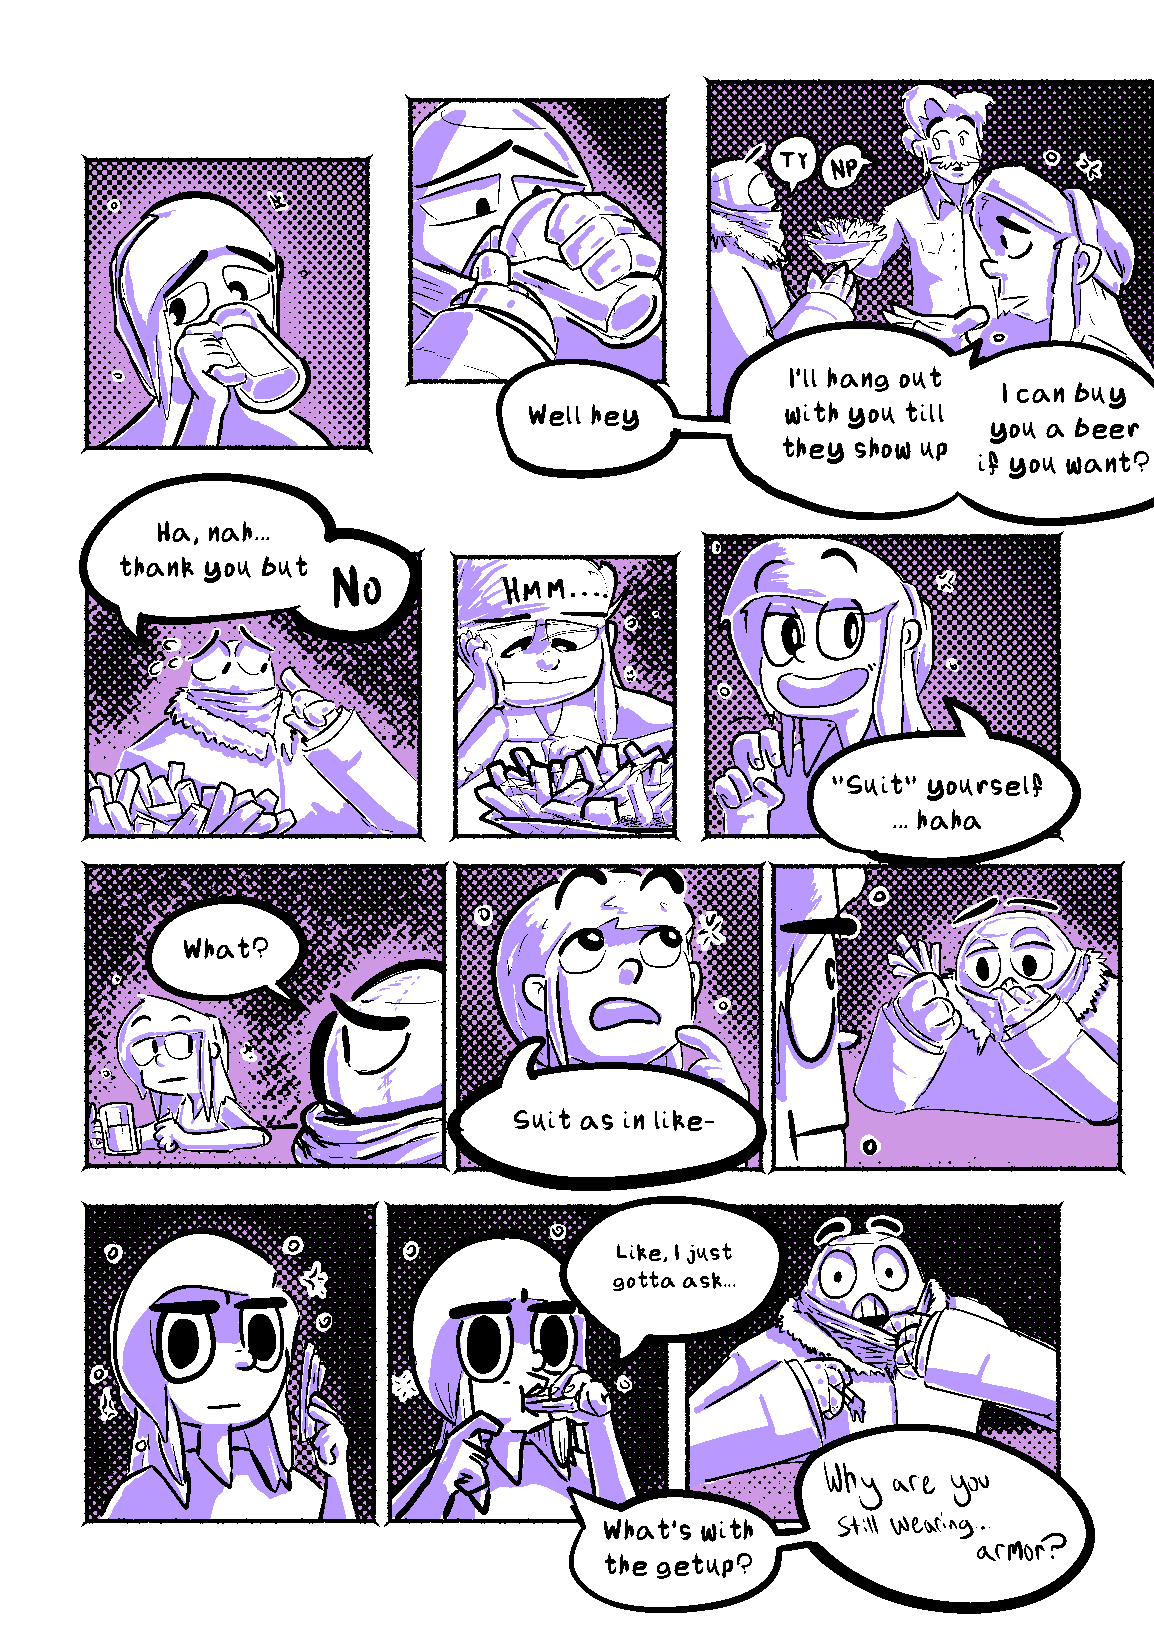 TY
NP
Well hey
I'll hang out
with you till
they show up
I can buy
you a beer
if you want?
Ha, nah...
thank you but
No
HMM....
"Suit" yourself
... haha
What?
Suit as in like-
Like, I just
gotta ask...
What's with
the getup?
Why are you
still wearing..
armor?